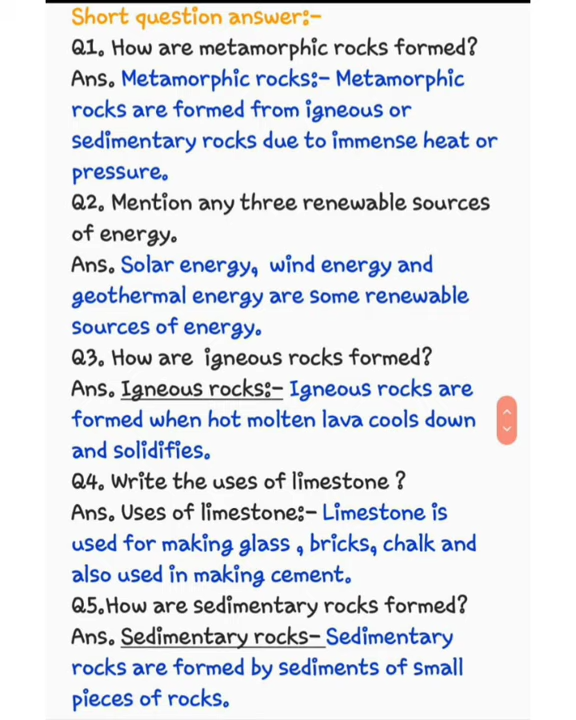 Short question answer:-
Q1. How are metamorphic rocks formed?
Ans. Metamorphic rocks:- Metamorphic
rocks are formed from igneous or
sedimentary rocks due to immense heat or
pressure.
Q2. Mention any three renewable sources
of energy.
Ans. Solar energy, wind energy and
geothermal energy are some renewable
sources of energy.
Q3. How are igneous rocks formed?
Ans. Igneous rocks:- Igneous rocks are
formed when hot molten lava cools down
and solidifies.
Q4. Write the uses of limestone ?
Ans. Uses of limestone:- Limestone is
used for making glass , bricks, chalk and
also used in making cement.
Q5.How are sedimentary rocks formed?
Ans. Sedimentary rocks- Sedimentary
rocks are formed by sediments of small
pieces of rocks.